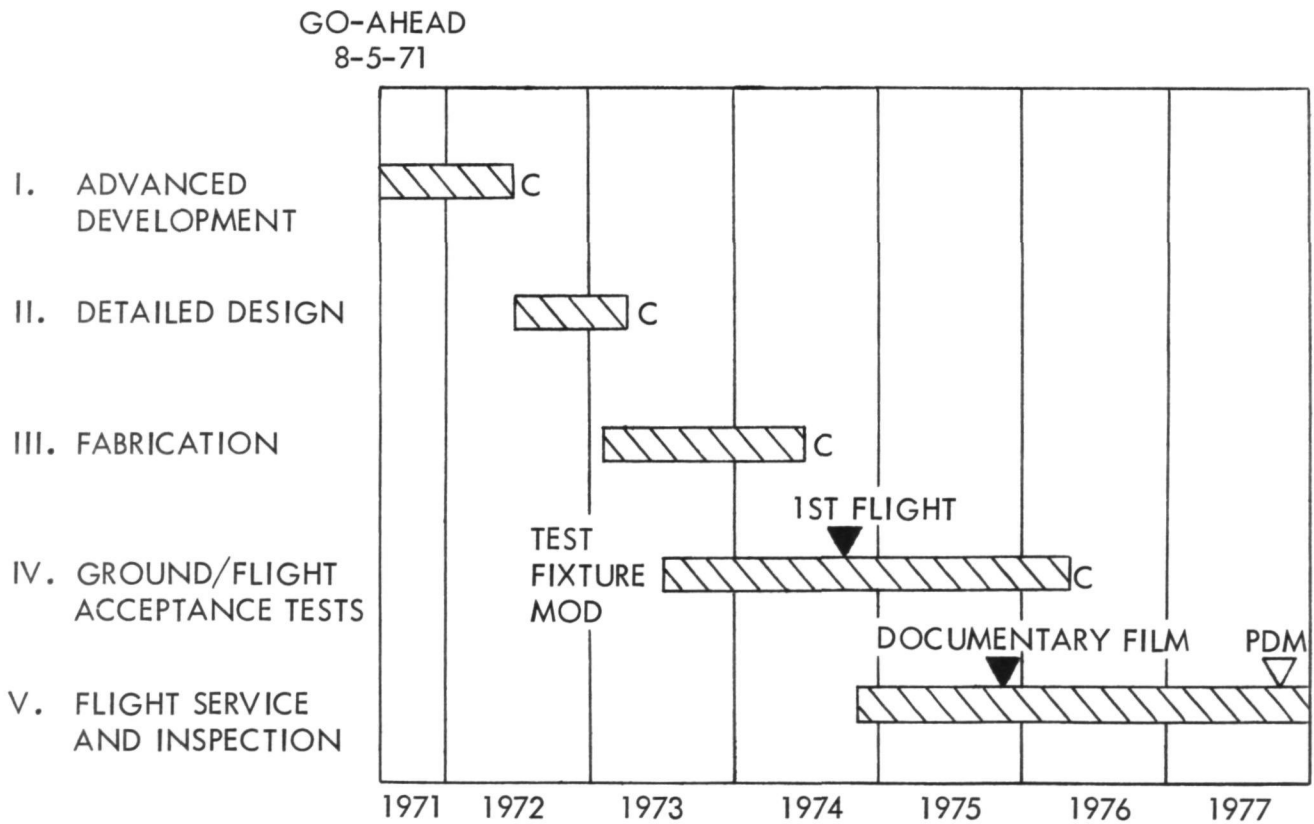 GO-AHEAD
8-5-71
I. ADVANCED
DEVELOPMENT
C
II. DETAILED DESIGN
C
III. FABRICATION
C
1ST FLIGHT
TEST
FIXTURE
MOD
IV. GROUND/FLIGHT
ACCEPTANCE TESTS
C
DOCUMENTARY FILM
PDM
V. FLIGHT SERVICE
AND INSPECTION
1971 1972 1973 1974 1975 1976 1977